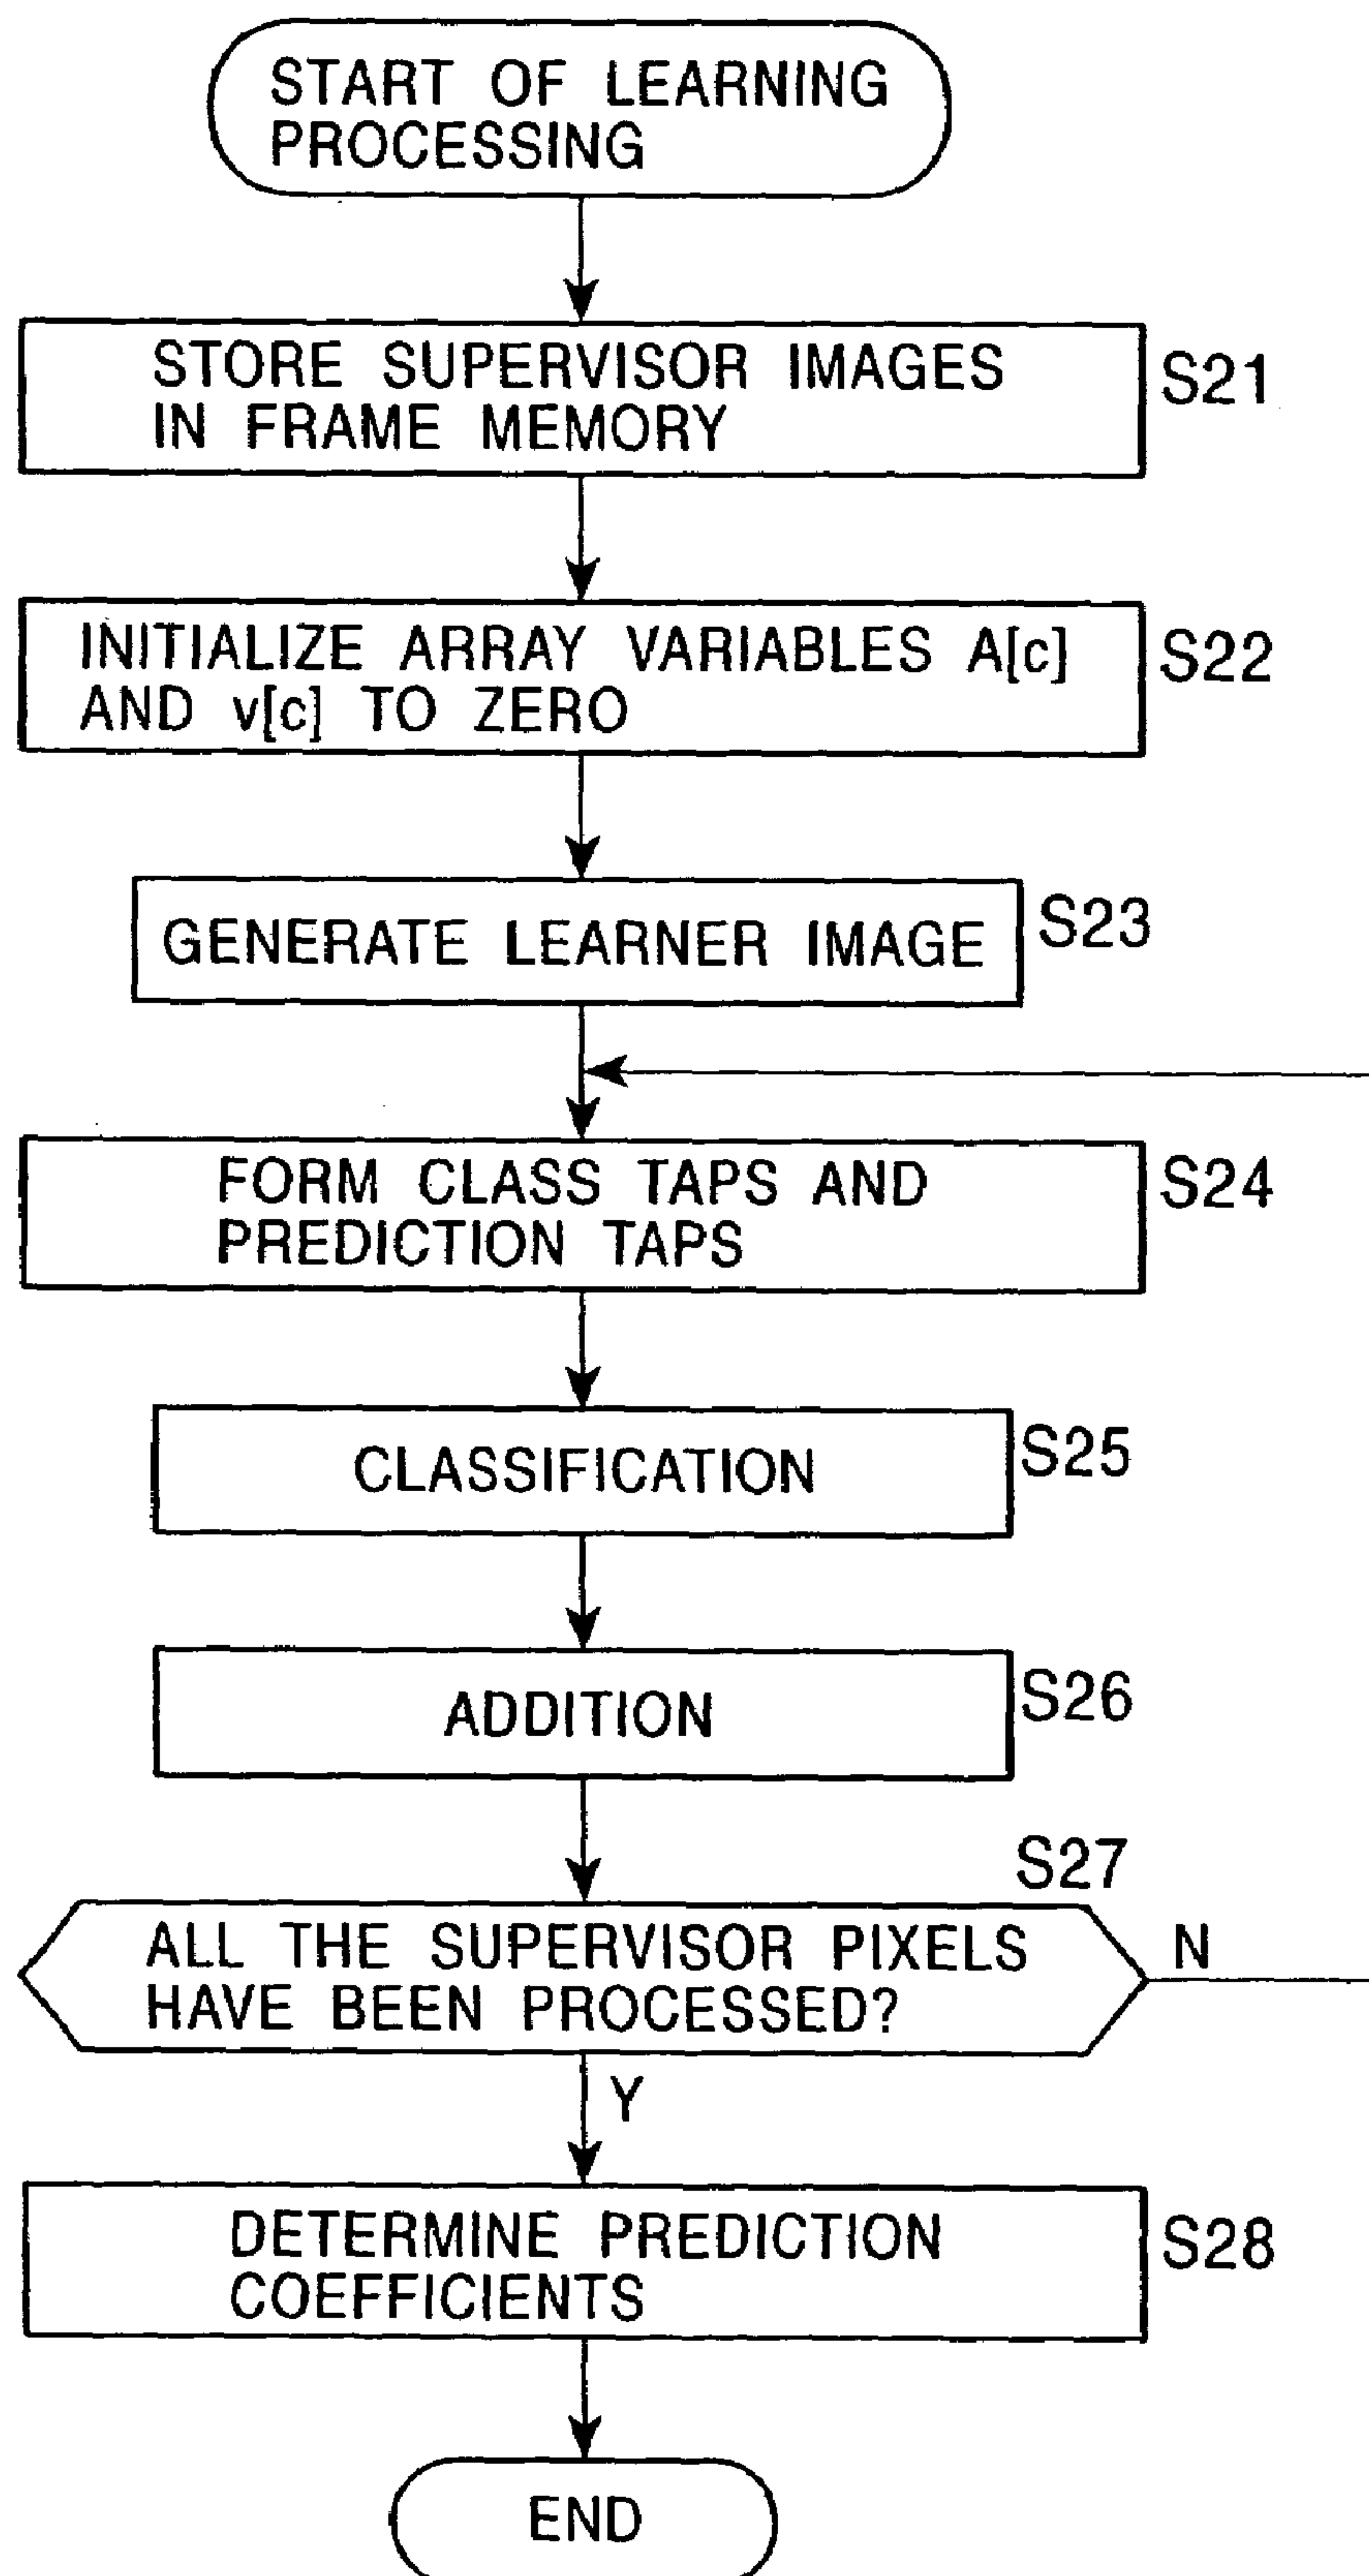 START OF LEARNING
PROCESSING
STORE SUPERVISOR IMAGES
IN FRAME MEMORY
S21
INITIALIZE ARRAY VARIABLES A[c]
AND v[c] TO ZERO
S22
GENERATE LEARNER IMAGE
S23
FORM CLASS TAPS AND
PREDICTION TAPS
S24
CLASSIFICATION
S25
ADDITION
S26
S27
ALL THE SUPERVISOR PIXELS
HAVE BEEN PROCESSED?
N
Y
DETERMINE PREDICTION
COEFFICIENTS
S28
END